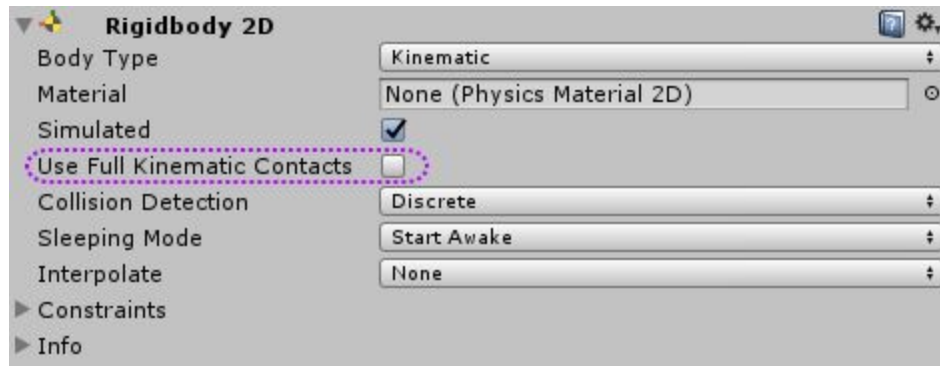 Rigidbody 2D
Body Type Kinematic
Material None (Physics Material 2D)
Simulated
Use Full Kinematic Contacts
Collision Detection Discrete
Sleeping Mode Start Awake
Interpolate None
Constraints
Info